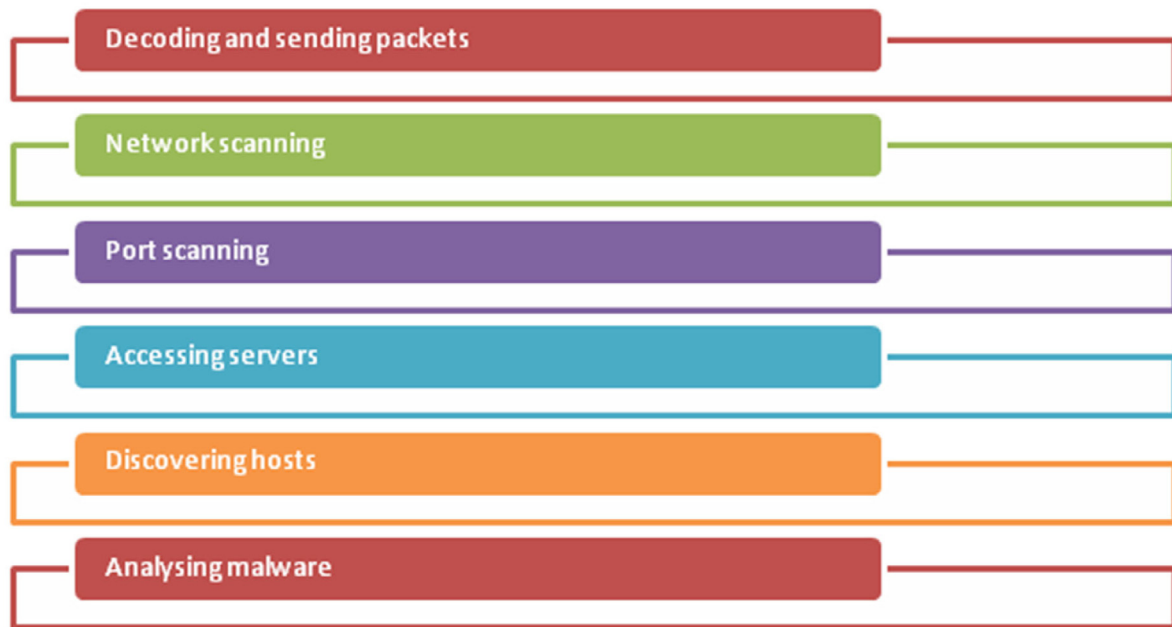 Decoding and sending packets
Network scanning
Port scanning
Accessing servers
Discovering hosts
Analysing malware